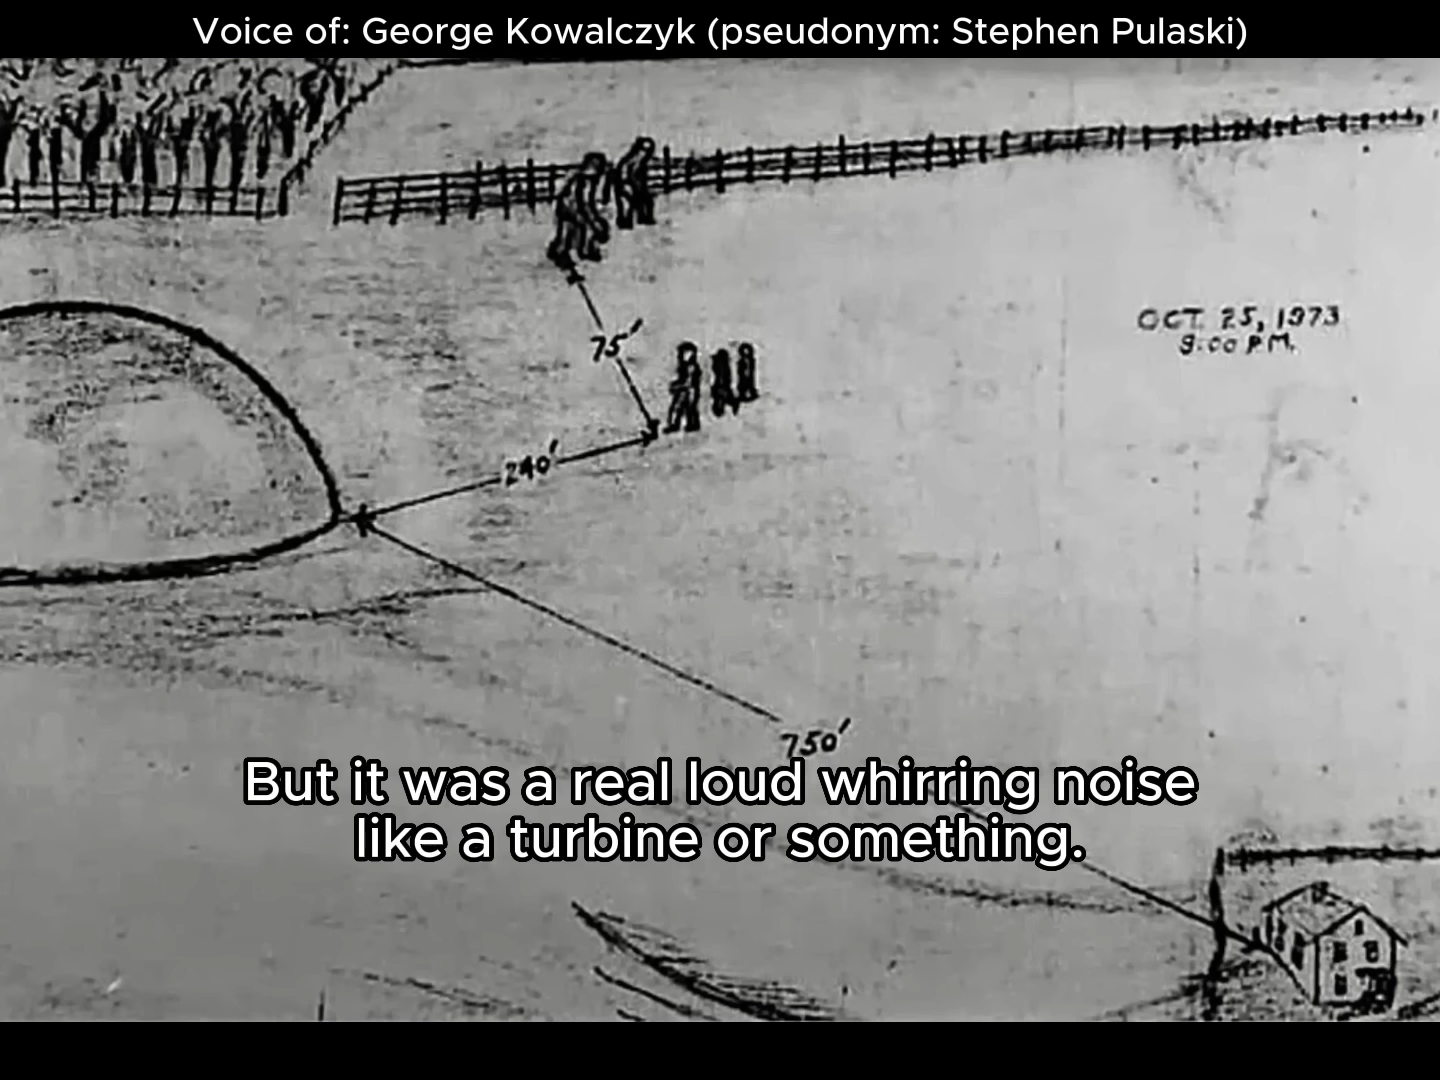 Voice of: George Kowalczyk (pseudonym: Stephen Pulaski)
OCT. 25, 1973
9:00 P.M.
75'
240'
750'
But it was a real loud whirring noise
like a turbine or something.